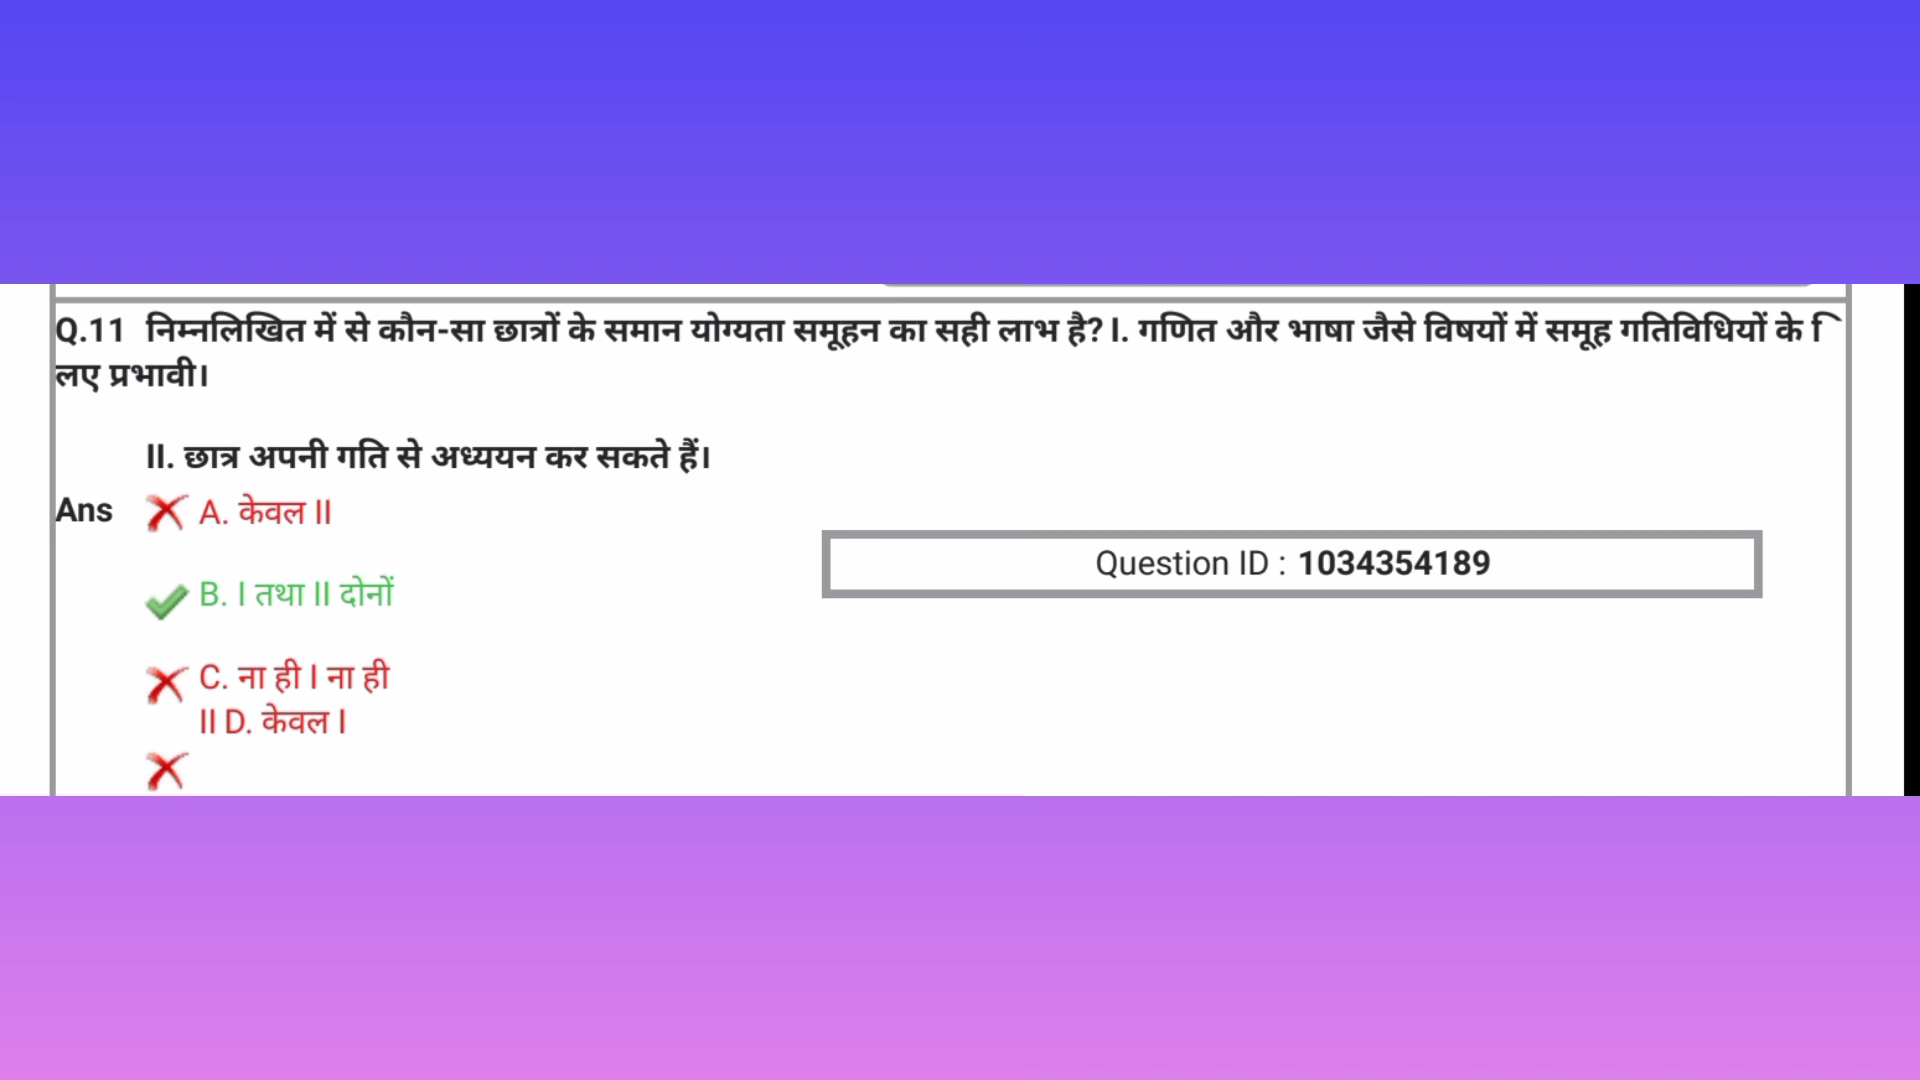 Q.11 निम्नलिखित में से कौन-सा छात्रों के समान योग्यता समूहन का सही लाभ है? I. गणित और भाषा जैसे विषयों में समूह गतिविधियों के ि
लए प्रभावी।
II. छात्र अपनी गति से अध्ययन कर सकते हैं।
Ans A. केवल II
Question ID : 1034354189
B. I तथा II दोनों
C. ना ही I ना ही
II D. केवल I